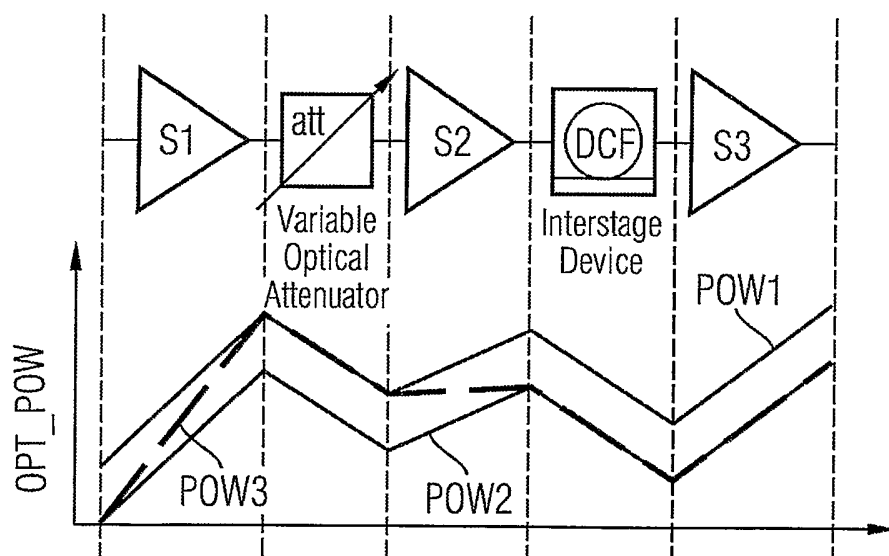 S1
att
S2
DCF
S3
Variable
Optical
Attenuator
Interstage
Device
OPT_POW
POW1
POW2
POW3